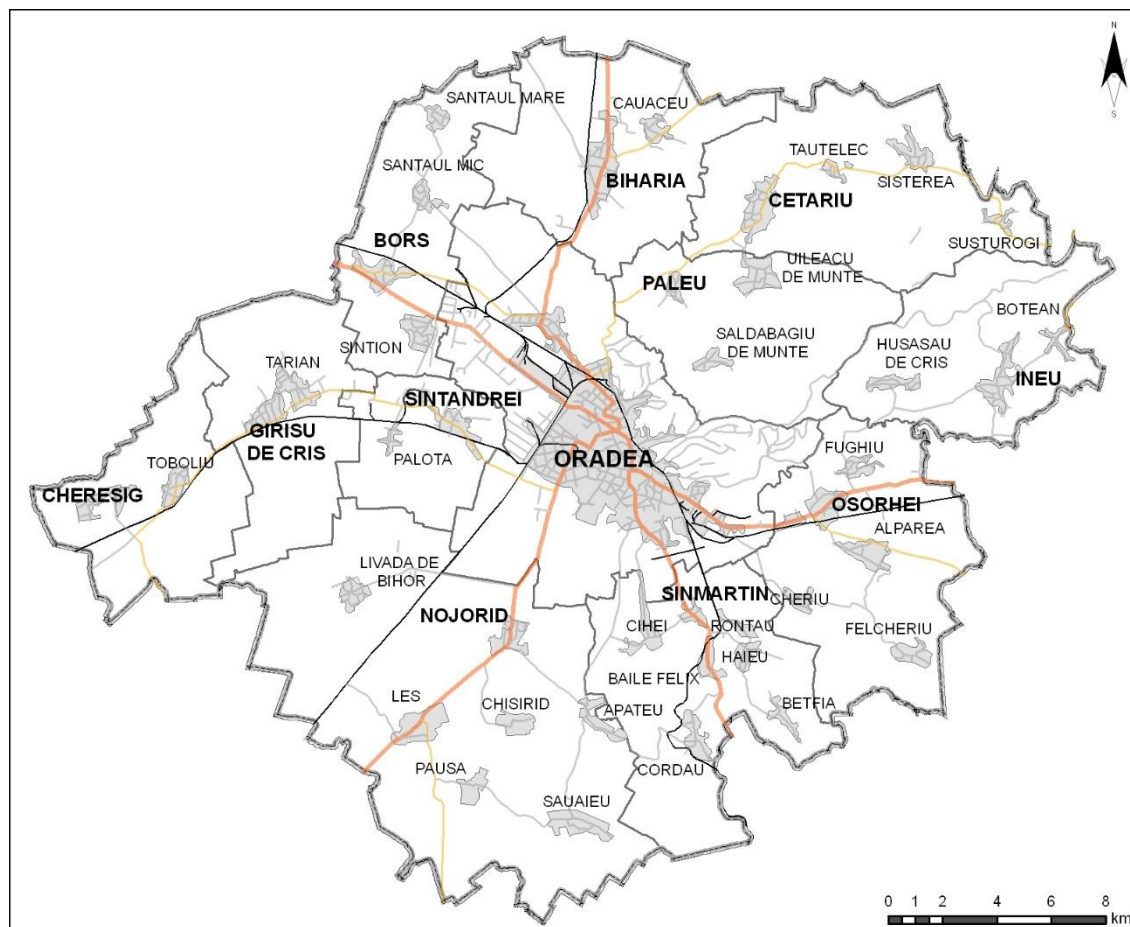 N
S
SANTAUL MARE
CAUACEU
TAUTELEC
SANTAUL MIC
BIHARIA
SISTEREA
CETARIU
BORS
SUSTUROGI
UILEACU
DE MUNTE
PALEU
BOTEAN
SINTION
SALDABAGIU
DE MUNTE
HUSASAU
DE CRIS
TARIAN
INEU
SINTANDREI
GIRISU
DE CRIS
FUGHIU
PALOTA
ORADEA
TOBOLIU
CHERESIG
OSORHEI
ALPAREA
LIVADA DE
BIHOR
SINMARTIN
CHERIU
NOJORID
CIHEI
RONTAU
FELCHERIU
HAIEU
BAILE FELIX
LES
CHISIRID
APATEU
BETFIA
PAUSA
CORDAU
SAUAIEU
0 1 2 4 6 8
km